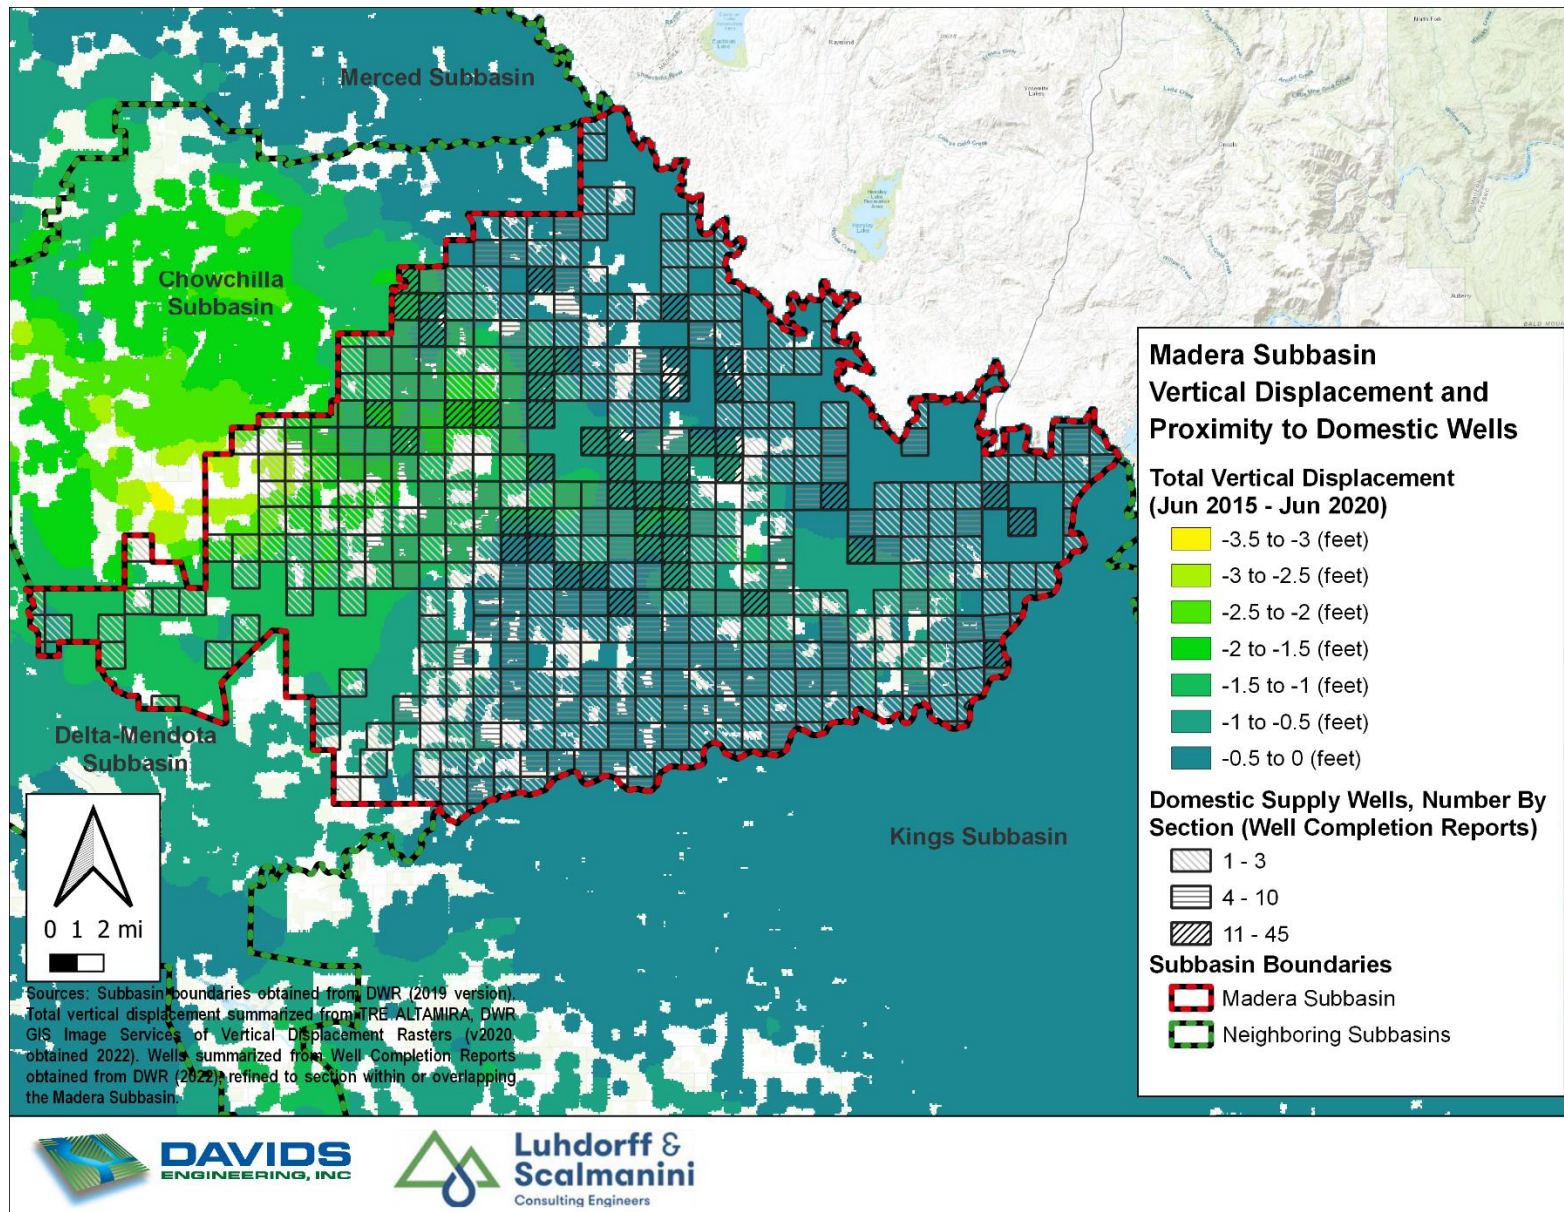 Merced Subbasin
Chowchilla
Subbasin
Delta-Mendota
Subbasin
Kings Subbasin
Raymond
Hensley
Lake
Auberry
North Fork
Madera Subbasin
Vertical Displacement and
Proximity to Domestic Wells
Total Vertical Displacement
(Jun 2015 - Jun 2020)
-3.5 to -3 (feet)
-3 to -2.5 (feet)
-2.5 to -2 (feet)
-2 to -1.5 (feet)
-1.5 to -1 (feet)
-1 to -0.5 (feet)
-0.5 to 0 (feet)
Domestic Supply Wells, Number By
Section (Well Completion Reports)
1 - 3
4 - 10
11 - 45
Subbasin Boundaries
Madera Subbasin
Neighboring Subbasins
0 1 2 mi
Sources: Subbasin boundaries obtained from DWR (2019 version).
Total vertical displacement summarized from TRE ALTAMIRA, DWR
GIS Image Services of Vertical Displacement Rasters (v2020,
obtained 2022). Wells summarized from Well Completion Reports
obtained from DWR (2022), refined to section within or overlapping
the Madera Subbasin.
DAVIDS
ENGINEERING, INC
Luhdorff &
Scalmanini
Consulting Engineers